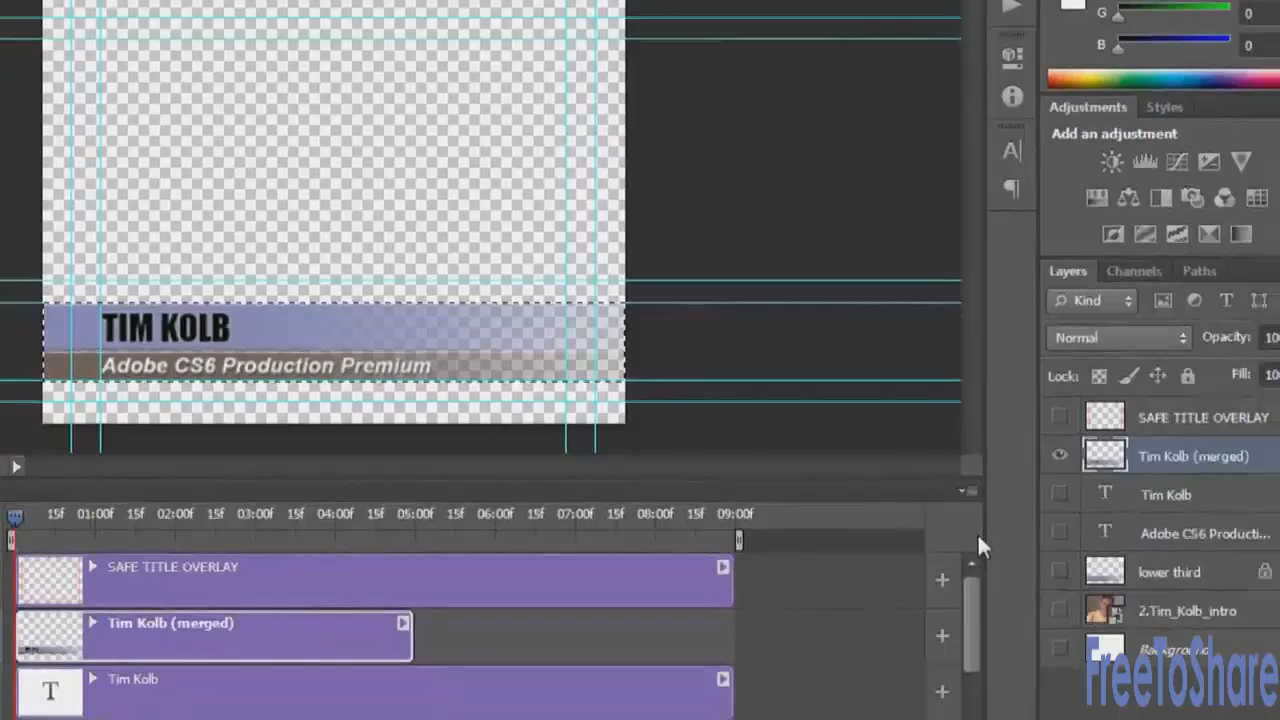 G 0
B 0
Adjustments Styles
Add an adjustment
A|
¶
Layers Channels Paths
Kind T
Normal Opacity: 10
Lock: Fill: 10
SAFE TITLE OVERLAY
Tim Kolb (merged)
T Tim Kolb
T Adobe CS6 Producti...
lower third
2.Tim_Kolb_intro
Background
FreeToShare
TIM KOLB
Adobe CS6 Production Premium
15f 01:00f 15f 02:00f 15f 03:00f 15f 04:00f 15f 05:00f 15f 06:00f 15f 07:00f 15f 08:00f 15f 09:00f
SAFE TITLE OVERLAY
Tim Kolb (merged)
T Tim Kolb